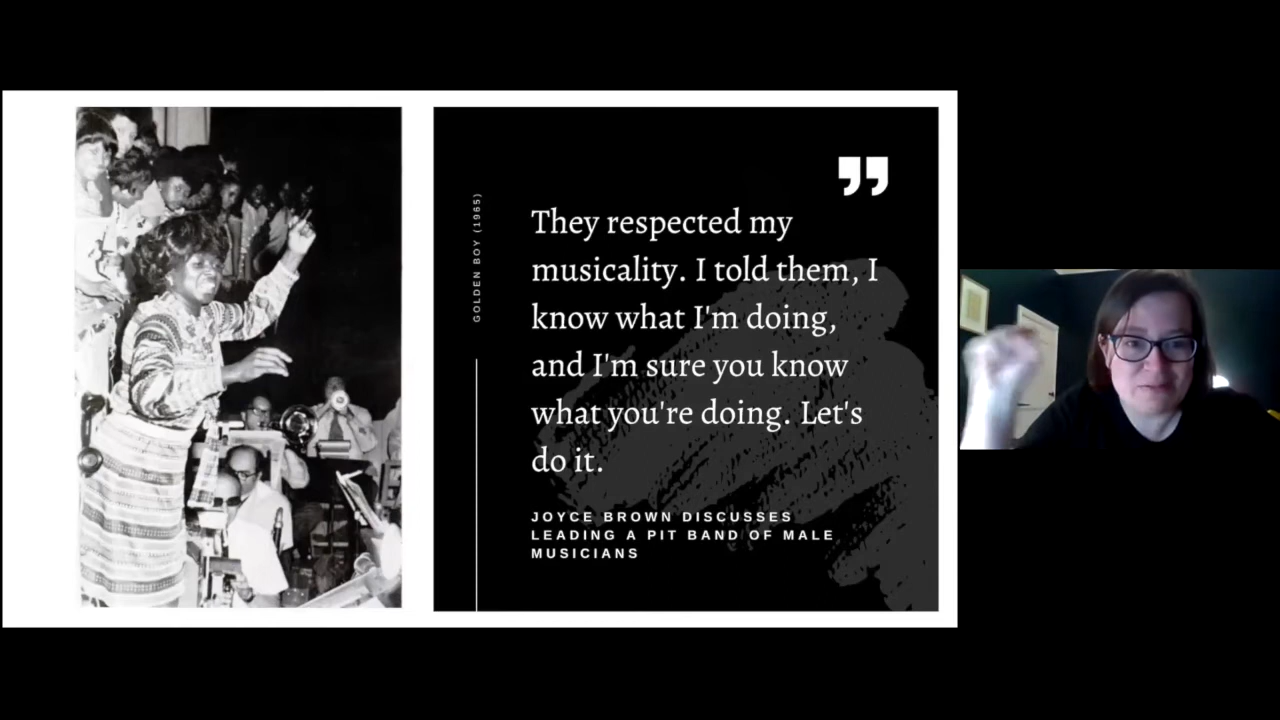 GOLDEN BOY (1965)
”
They respected my
musicality. I told them, I
know what I'm doing,
and I'm sure you know
what you're doing. Let's
do it.
JOYCE BROWN DISCUSSES
LEADING A PIT BAND OF MALE
MUSICIANS